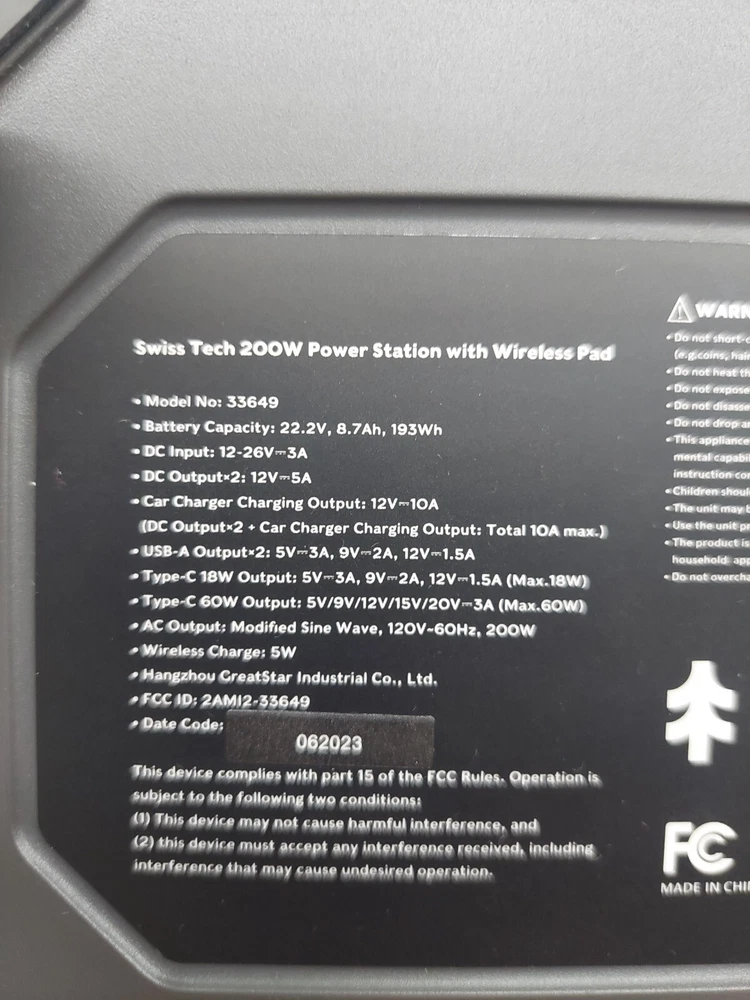 Swiss Tech 200W Power Station with Wireless Pad
• Model No: 33649
• Battery Capacity: 22.2V, 8.7Ah, 193Wh
• DC Input: 12-26V⎓3A
• DC Output×2: 12V⎓5A
• Car Charger Charging Output: 12V⎓10A
(DC Output×2 + Car Charger Charging Output: Total 10A max.)
• USB-A Output×2: 5V⎓3A, 9V⎓2A, 12V⎓1.5A
• Type-C 18W Output: 5V⎓3A, 9V⎓2A, 12V⎓1.5A (Max.18W)
• Type-C 60W Output: 5V/9V/12V/15V/20V⎓3A (Max.60W)
• AC Output: Modified Sine Wave, 120V~60Hz, 200W
• Wireless Charge: 5W
• Hangzhou GreatStar Industrial Co., Ltd.
• FCC ID: 2AMI2-33649
• Date Code:
062023
This device complies with part 15 of the FCC Rules. Operation is
subject to the following two conditions:
(1) This device may not cause harmful interference, and
(2) this device must accept any interference received, including
interference that may cause undesired operation.
⚠WARN
• Do not short-c
(e.g.coins, hair
• Do not heat th
• Do not expose
• Do not disasse
• Do not drop ar
• This appliance
mental capabil
instruction con
• Children shoul
• The unit may b
• Use the unit pr
• The product is
household app
• Do not overcha
FC
MADE IN CHI